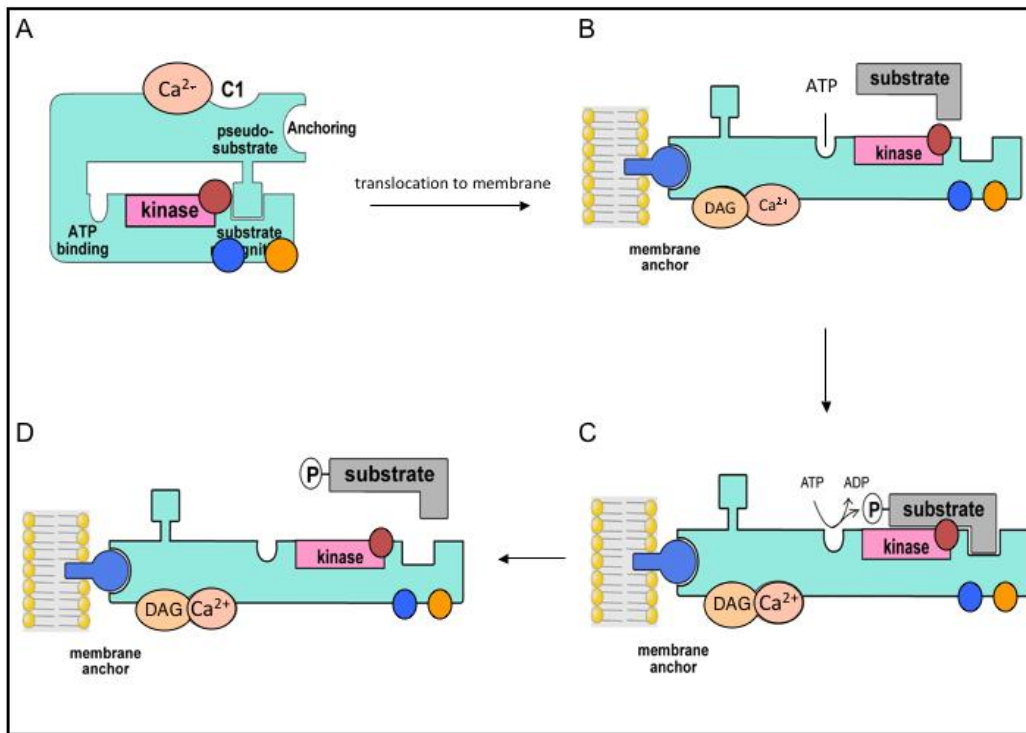 A
Ca2-
C1
Anchoring
pseudo-
substrate
kinase
ATP
binding
substrate
translocation to membrane
B
ATP
substrate
kinase
DAG
Ca2+
membrane
anchor
D
P
substrate
kinase
DAG
Ca2+
membrane
anchor
C
ATP
ADP
P
substrate
kinase
DAG
Ca2+
membrane
anchor